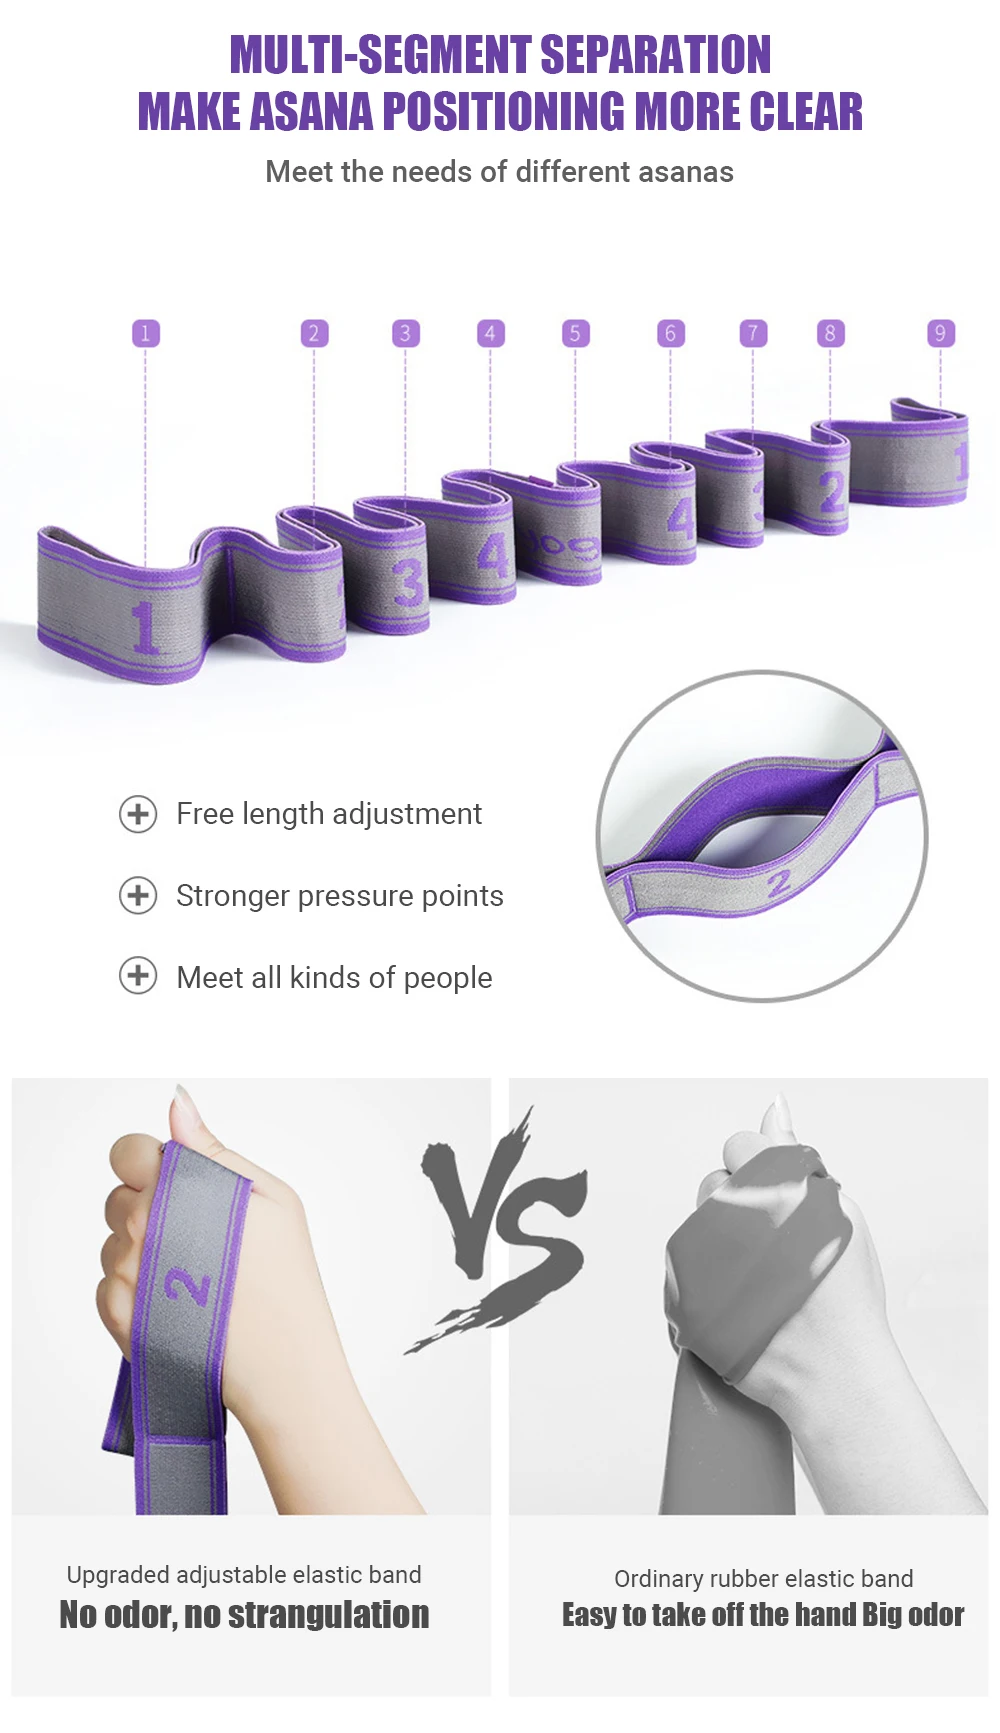 MULTI-SEGMENT SEPARATION
MAKE ASANA POSITIONING MORE CLEAR
Meet the needs of different asanas
1 2 3 4 5 6 7 8 9
1 3 4 4 2 1
Free length adjustment
Stronger pressure points
Meet all kinds of people
2
VS
2
Upgraded adjustable elastic band
No odor, no strangulation
Ordinary rubber elastic band
Easy to take off the hand Big odor